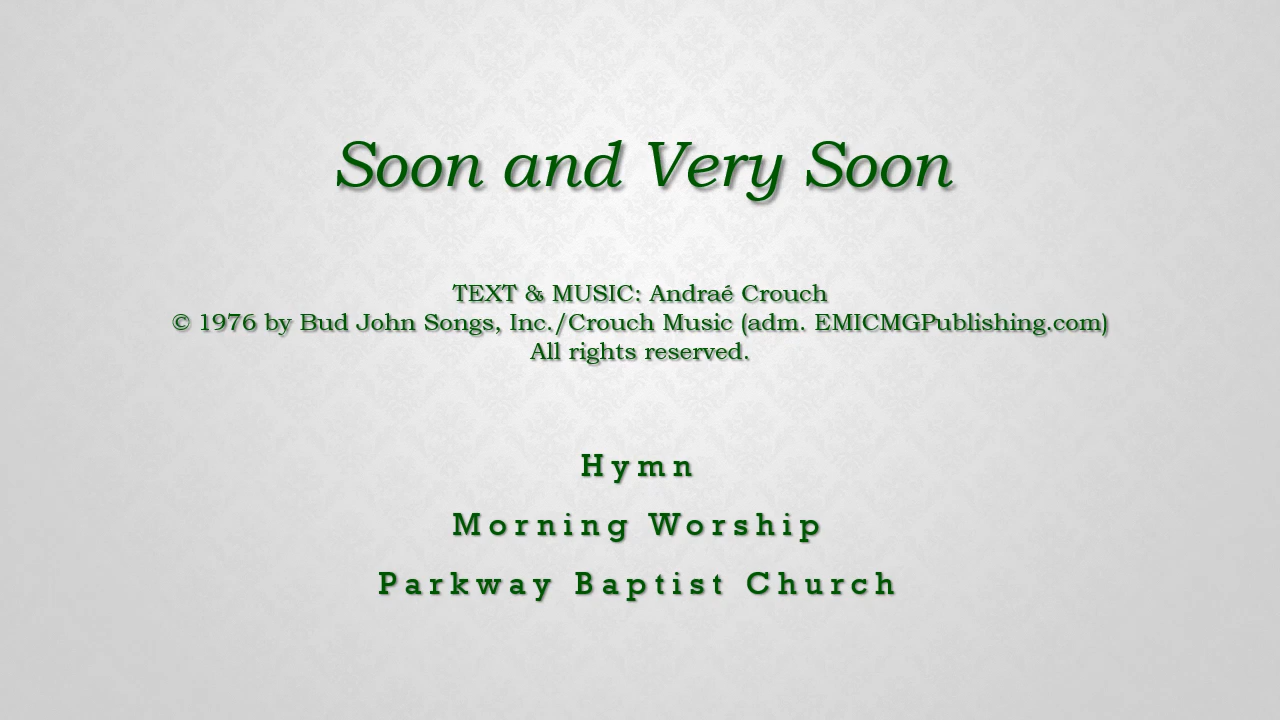 Soon and Very Soon
TEXT & MUSIC: Andraé Crouch
© 1976 by Bud John Songs, Inc./Crouch Music (adm. EMICMGPublishing.com)
All rights reserved.
Hymn
Morning Worship
Parkway Baptist Church